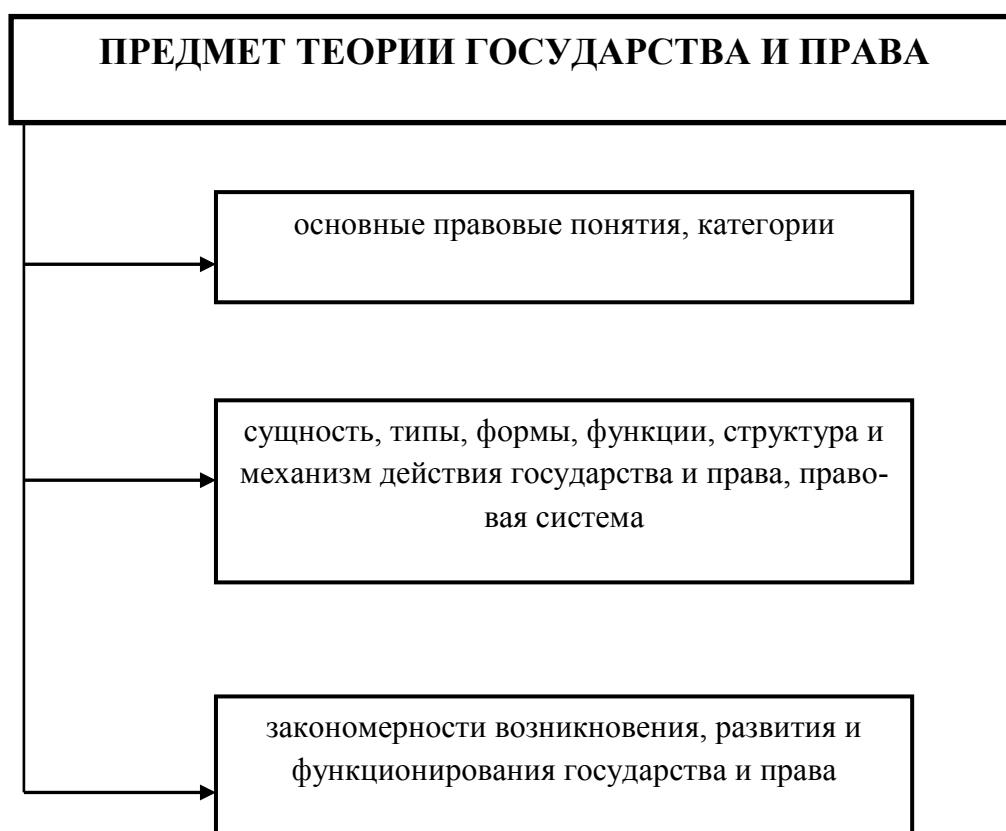 ПРЕДМЕТ ТЕОРИИ ГОСУДАРСТВА И ПРАВА
основные правовые понятия, категории
сущность, типы, формы, функции, структура и
механизм действия государства и права, право-
вая система
закономерности возникновения, развития и
функционирования государства и права